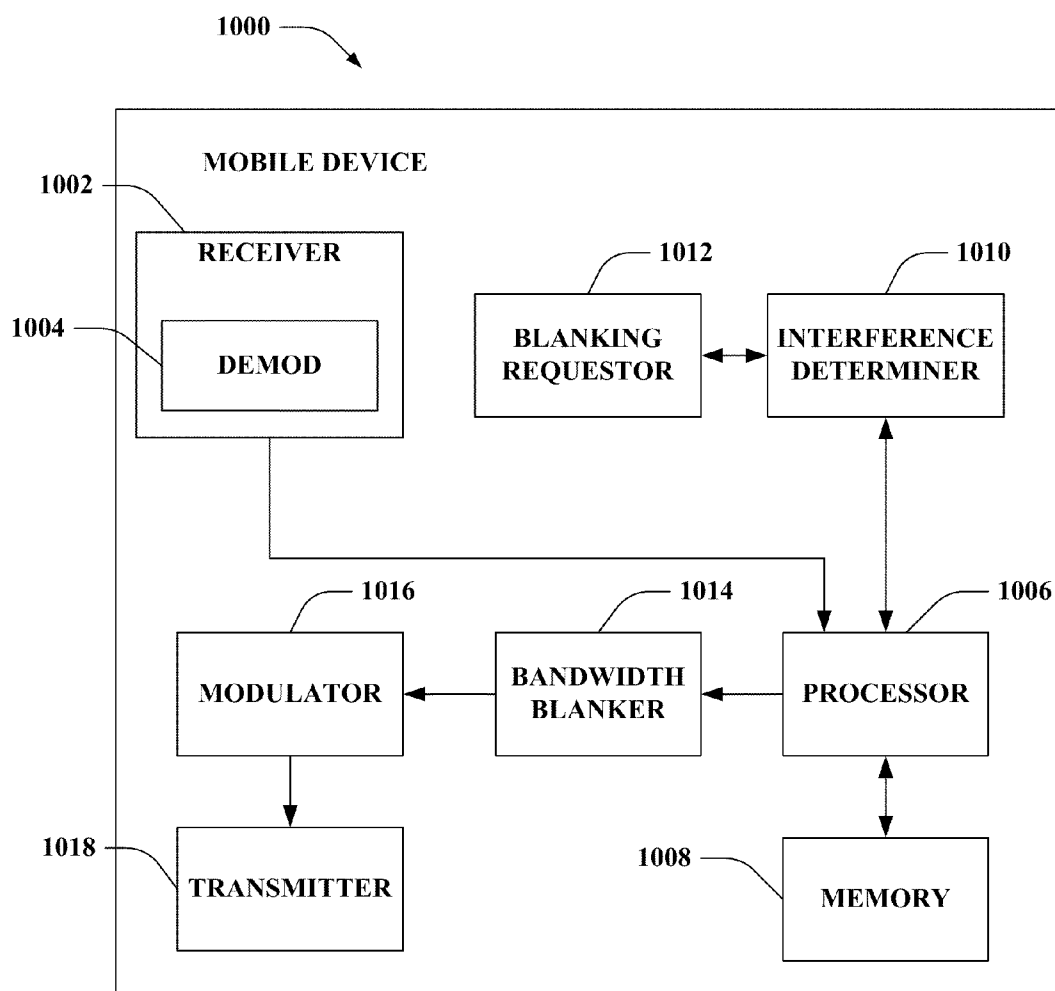 1000
MOBILE DEVICE
1002
RECEIVER
1004
DEMOD
1012
BLANKING
REQUESTOR
1010
INTERFERENCE
DETERMINER
1016
MODULATOR
1014
BANDWIDTH
BLANKER
1006
PROCESSOR
1018
TRANSMITTER
1008
MEMORY